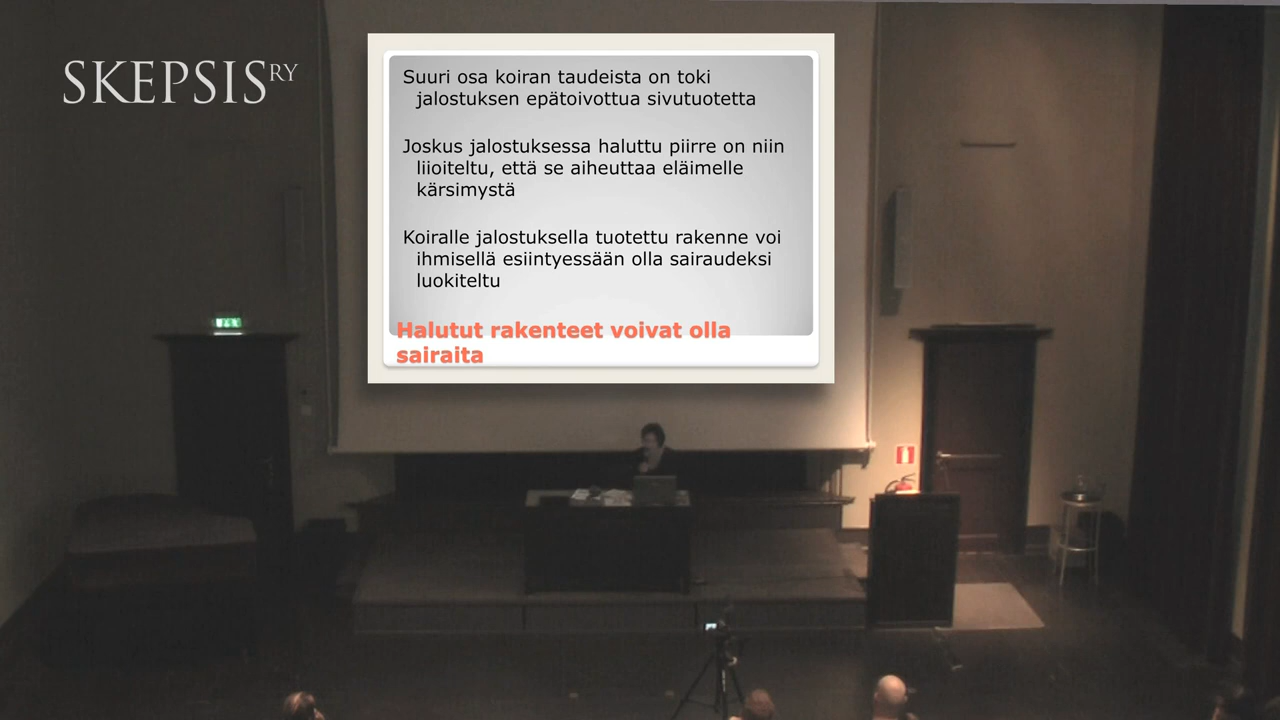 SKEPSIS RY
Suuri osa koiran taudeista on toki
jalostuksen epätoivottua sivutuotetta
Joskus jalostuksessa haluttu piirre on niin
liioiteltu, että se aiheuttaa eläimelle
kärsimystä
Koiralle jalostuksella tuotettu rakenne voi
ihmisellä esiintyessään olla sairaudeksi
luokiteltu
Halutut rakenteet voivat olla
sairaita